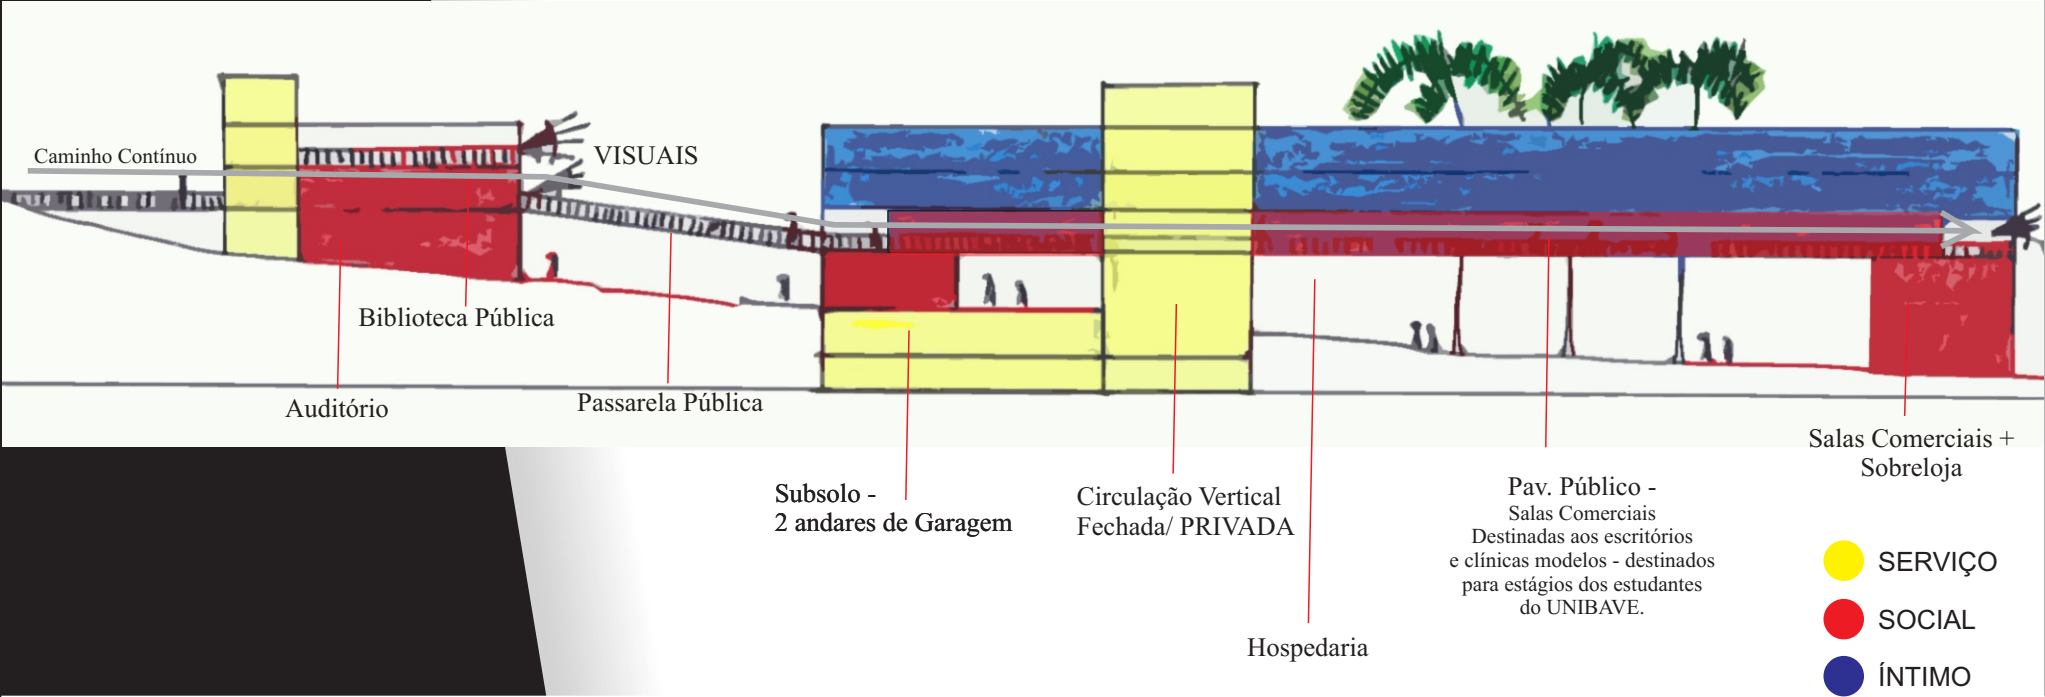 Caminho Contínuo
VISUAIS
Biblioteca Pública
Auditório
Passarela Pública
Subsolo -
2 andares de Garagem
Circulação Vertical
Fechada/ PRIVADA
Hospedaria
Pav. Público -
Salas Comerciais
Destinadas aos escritórios
e clínicas modelos - destinados
para estágios dos estudantes
do UNIBAVE.
Salas Comerciais +
Sobreloja
SERVIÇO
SOCIAL
ÍNTIMO